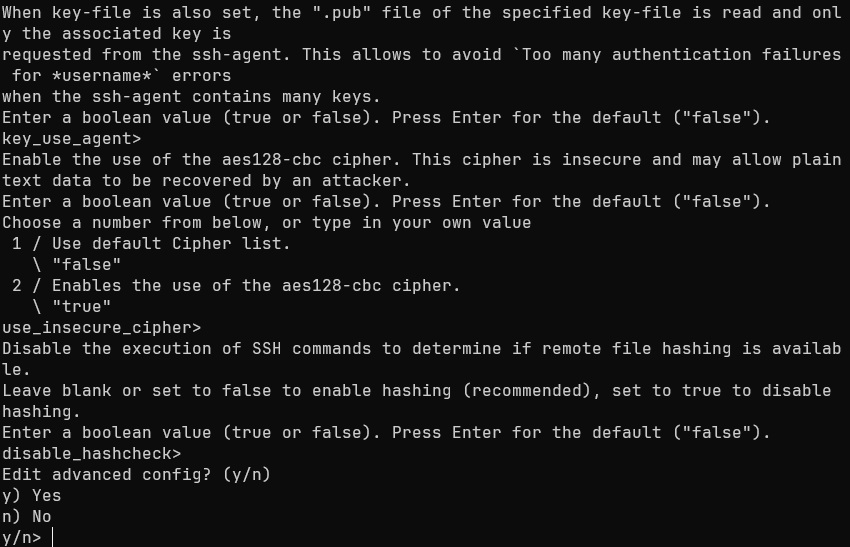 When key-file is also set, the ".pub" file of the specified key-file is read and onl
y the associated key is
requested from the ssh-agent. This allows to avoid `Too many authentication failures
 for *username*` errors
when the ssh-agent contains many keys.
Enter a boolean value (true or false). Press Enter for the default ("false").
key_use_agent>
Enable the use of the aes128-cbc cipher. This cipher is insecure and may allow plain
text data to be recovered by an attacker.
Enter a boolean value (true or false). Press Enter for the default ("false").
Choose a number from below, or type in your own value
 1 / Use default Cipher list.
   \ "false"
 2 / Enables the use of the aes128-cbc cipher.
   \ "true"
use_insecure_cipher>
Disable the execution of SSH commands to determine if remote file hashing is availab
le.
Leave blank or set to false to enable hashing (recommended), set to true to disable
hashing.
Enter a boolean value (true or false). Press Enter for the default ("false").
disable_hashcheck>
Edit advanced config? (y/n)
y) Yes
n) No
y/n>